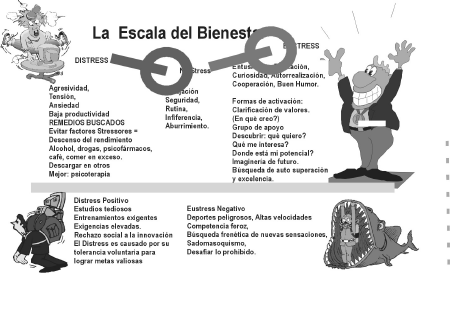 La Escala del Bienest
DISTRESS
Agresividad,
Tensión,
Ansiedad
Baja productividad
REMEDIOS BUSCADOS
Evitar factores Stressores =
Descenso del rendimiento
Alcohol, drogas, psicofármacos,
café, comer en exceso.
Descargar en otros
Mejor: psicoterapia
stress
Seguridad,
Rutina,
Infiferencia,
Aburrimiento.
TRESS
Curiosidad, Autorrealización,
Cooperación, Buen Humor.
Formas de activación:
Clarificación de valores.
(En qué creo?)
Grupo de apoyo
Descubrir: qué quiero?
Qué me interesa?
Donde está mi potencial?
Imaginería de futuro.
Búsqueda de auto superación
y excelencia.
Distress Positivo
Estudios tediosos
Entrenamientos exigentes
Exigencias elevadas.
Rechazo social a la innovación
El Distress es causado por su
tolerancia voluntaria para
lograr metas valiosas
Eustress Negativo
Deportes peligrosos, Altas velocidades
Competencia feroz,
Búsqueda frenética de nuevas sensaciones,
Sadomasoquismo,
Desafiar lo prohibido.